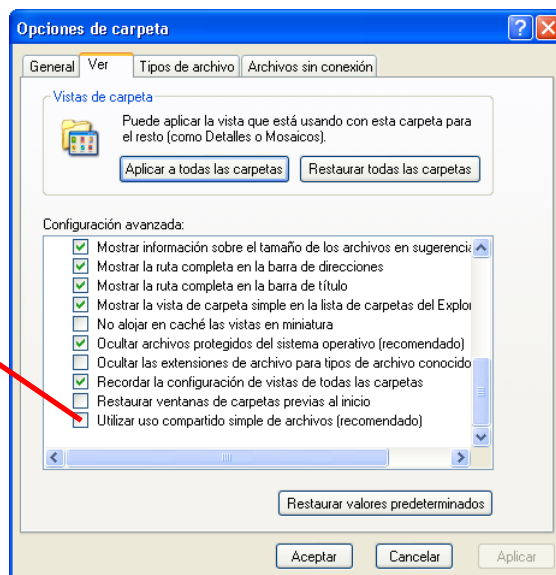 Opciones de carpeta
General Ver Tipos de archivo Archivos sin conexión
Vistas de carpeta
Puede aplicar la vista que está usando con esta carpeta para
el resto (como Detalles o Mosaicos).
Aplicar a todas las carpetas Restaurar todas las carpetas
Configuración avanzada:
Mostrar información sobre el tamaño de los archivos en sugerencia
Mostrar la ruta completa en la barra de direcciones
Mostrar la ruta completa en la barra de título
Mostrar la vista de carpeta simple en la lista de carpetas del Explor
No alojar en caché las vistas en miniatura
Ocultar archivos protegidos del sistema operativo (recomendado)
Ocultar las extensiones de archivo para tipos de archivo conocido
Recordar la configuración de vistas de todas las carpetas
Restaurar ventanas de carpetas previas al inicio
Utilizar uso compartido simple de archivos (recomendado)
Restaurar valores predeterminados
Aceptar Cancelar Aplicar